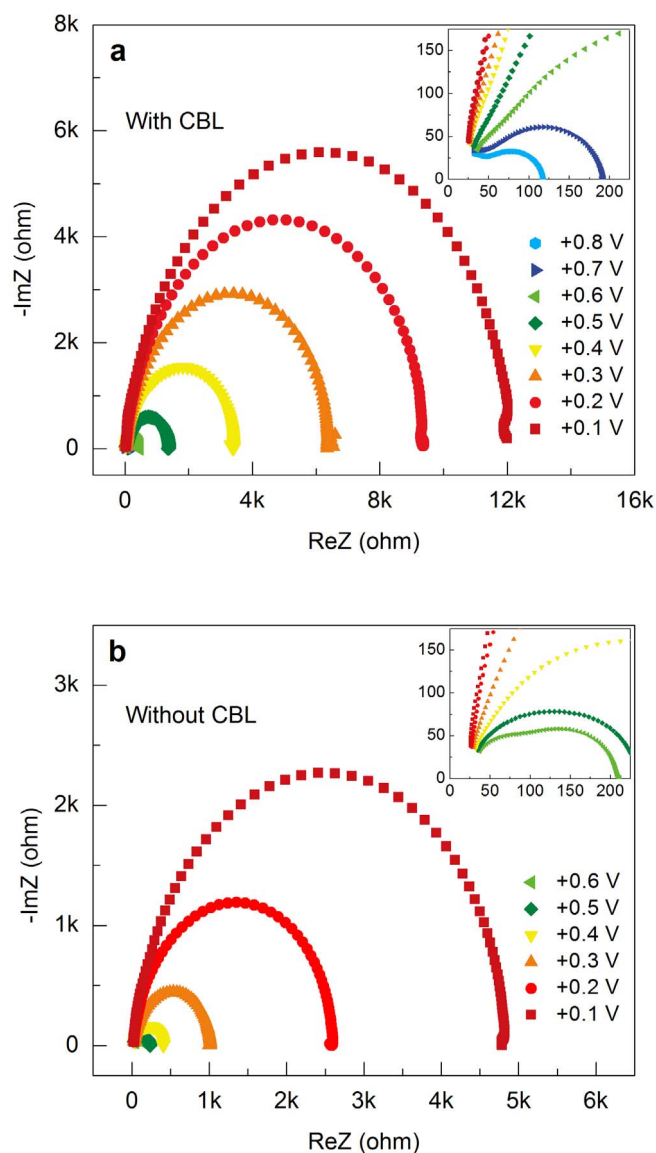 a
With CBL
8k
6k
4k
2k
0
-ImZ (ohm)
0
4k
8k
12k
16k
ReZ (ohm)
150
100
50
0
0
50
100
150
200
+0.8 V
+0.7 V
+0.6 V
+0.5 V
+0.4 V
+0.3 V
+0.2 V
+0.1 V
b
Without CBL
3k
2k
1k
0
-ImZ (ohm)
0
1k
2k
3k
4k
5k
6k
ReZ (ohm)
150
100
50
0
0
50
100
150
200
+0.6 V
+0.5 V
+0.4 V
+0.3 V
+0.2 V
+0.1 V